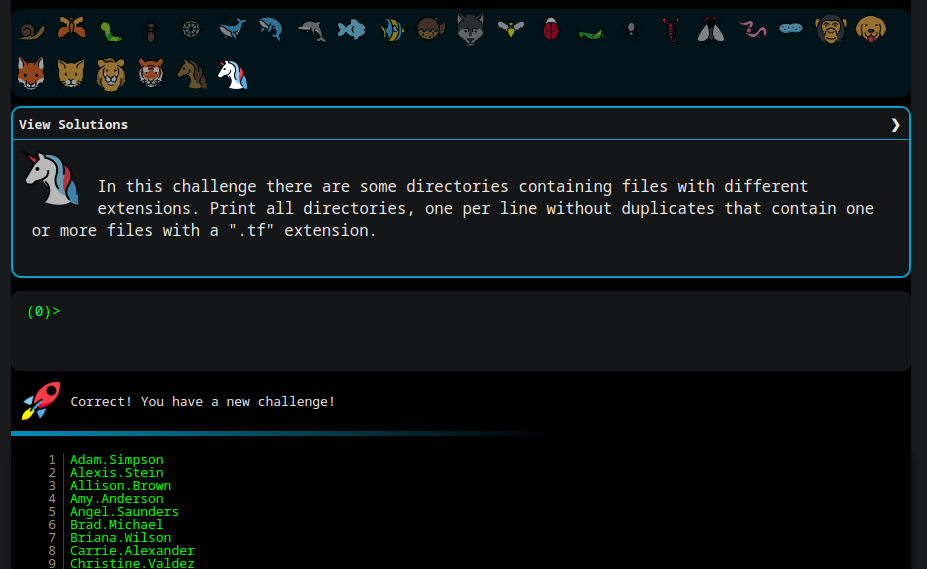 View Solutions
In this challenge there are some directories containing files with different
extensions. Print all directories, one per line without duplicates that contain one
or more files with a ".tf" extension.
(0)>
Correct! You have a new challenge!
1 Adam.Simpson
2 Alexis.Stein
3 Allison.Brown
4 Amy.Anderson
5 Angel.Saunders
6 Brad.Michael
7 Briana.Wilson
8 Carrie.Alexander
9 Christine.Valdez